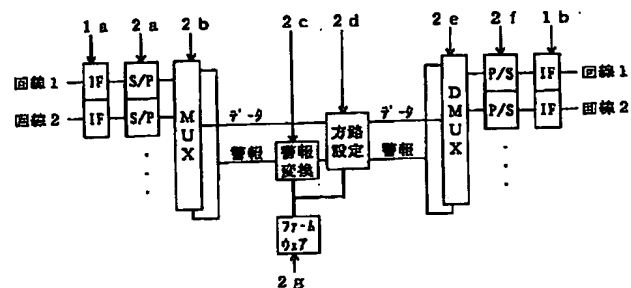 1a 2a 2b 2c 2d 2e 2f 1b
回線1 IF S/P MUX データ 方路設定 データ DMUX P/S IF 回線1
回線2 IF S/P P/S IF 回線2
警報 警報変換 警報
ファームウェア
2g